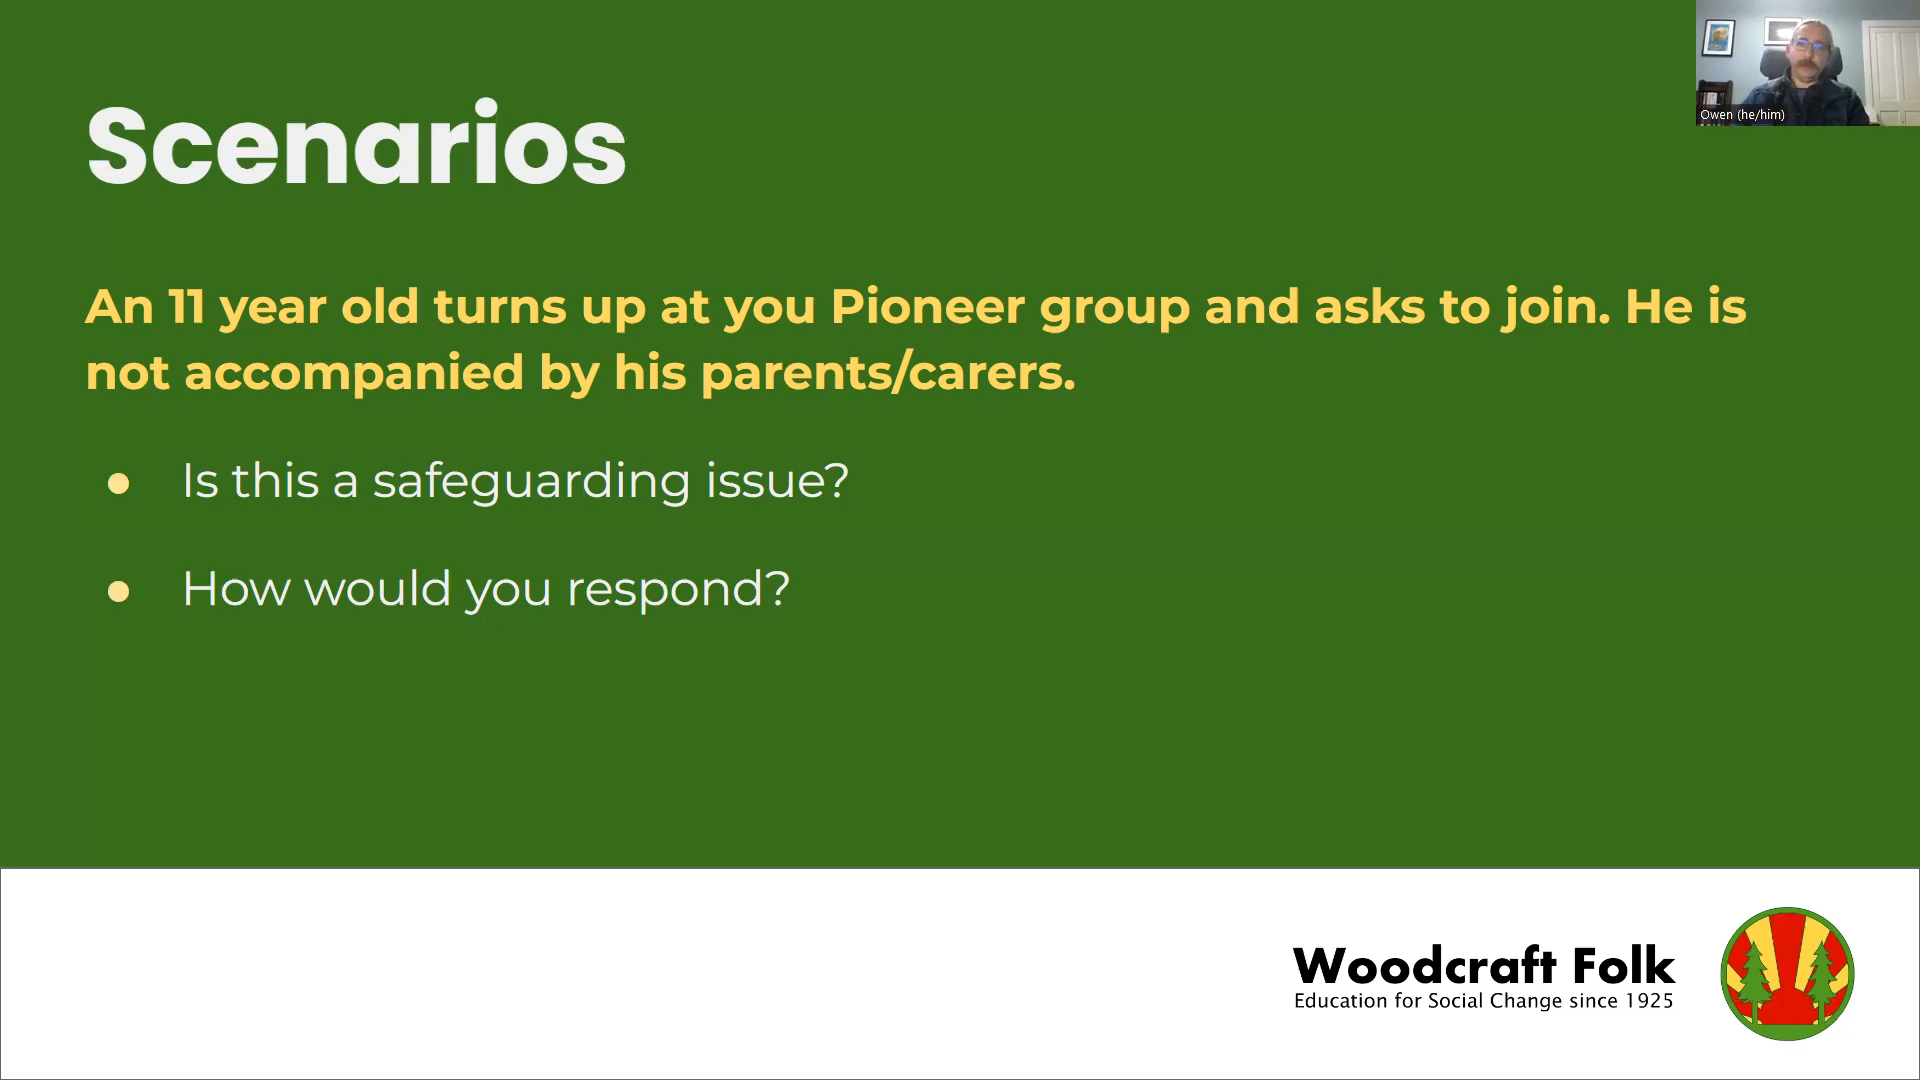 Scenarios
Owen (he/him)
An 11 year old turns up at you Pioneer group and asks to join. He is
not accompanied by his parents/carers.
● Is this a safeguarding issue?
● How would you respond?
Woodcraft Folk
Education for Social Change since 1925